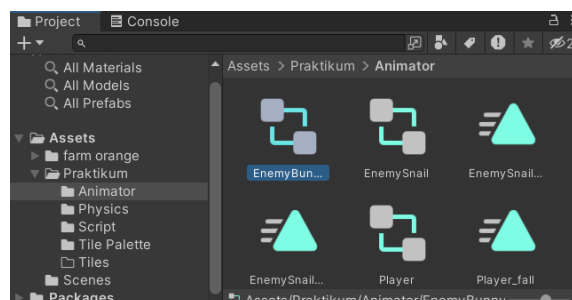 Project Console
2
All Materials
All Models
All Prefabs
Assets
farm orange
Praktikum
Animator
Physics
Script
Tile Palette
Tiles
Scenes
Packages
Assets > Praktikum > Animator
EnemyBun... EnemySnail EnemySnail...
EnemySnail... Player Player_fall
Assets/Praktikum/Animator/EnemyBunny